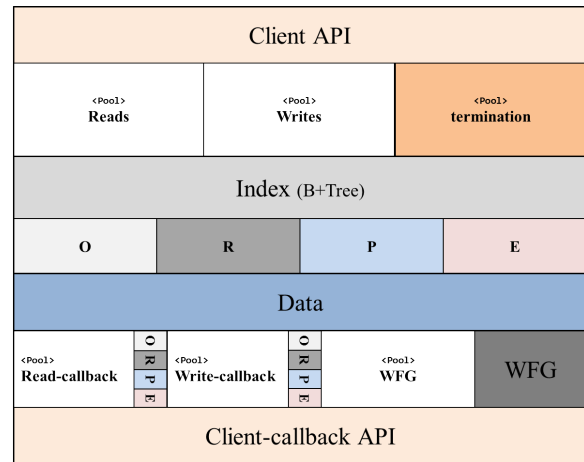 Client API
<Pool> <Pool> <Pool>
Reads Writes termination
Index (B+Tree)
O R P E
Data
<Pool>
Read-callback
O
R
P
E
<Pool>
Write-callback
O
R
P
E
<Pool>
WFG
WFG
Client-callback API